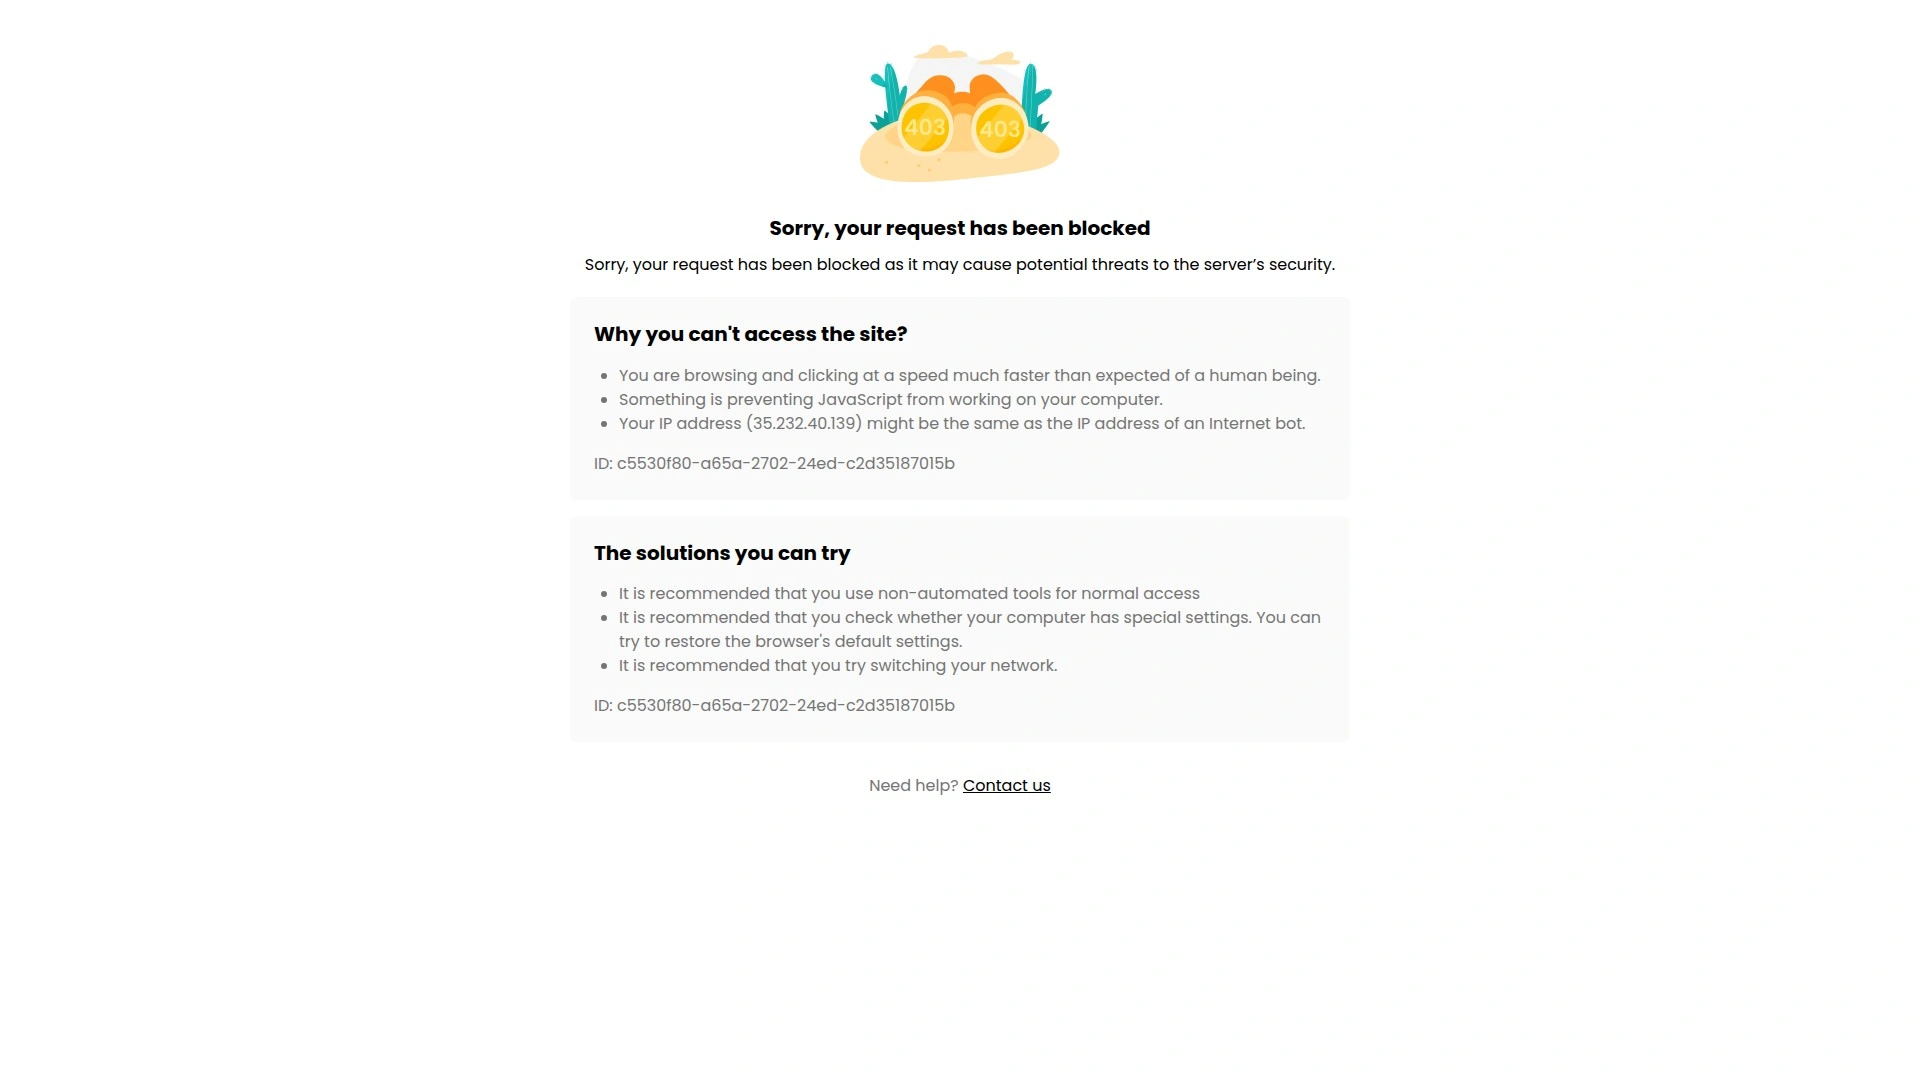 403 403
Sorry, your request has been blocked
Sorry, your request has been blocked as it may cause potential threats to the server’s security.
Why you can't access the site?
• You are browsing and clicking at a speed much faster than expected of a human being.
• Something is preventing JavaScript from working on your computer.
• Your IP address (35.232.40.139) might be the same as the IP address of an Internet bot.
ID: c5530f80-a65a-2702-24ed-c2d35187015b
The solutions you can try
• It is recommended that you use non-automated tools for normal access
• It is recommended that you check whether your computer has special settings. You can
try to restore the browser's default settings.
• It is recommended that you try switching your network.
ID: c5530f80-a65a-2702-24ed-c2d35187015b
Need help? Contact us